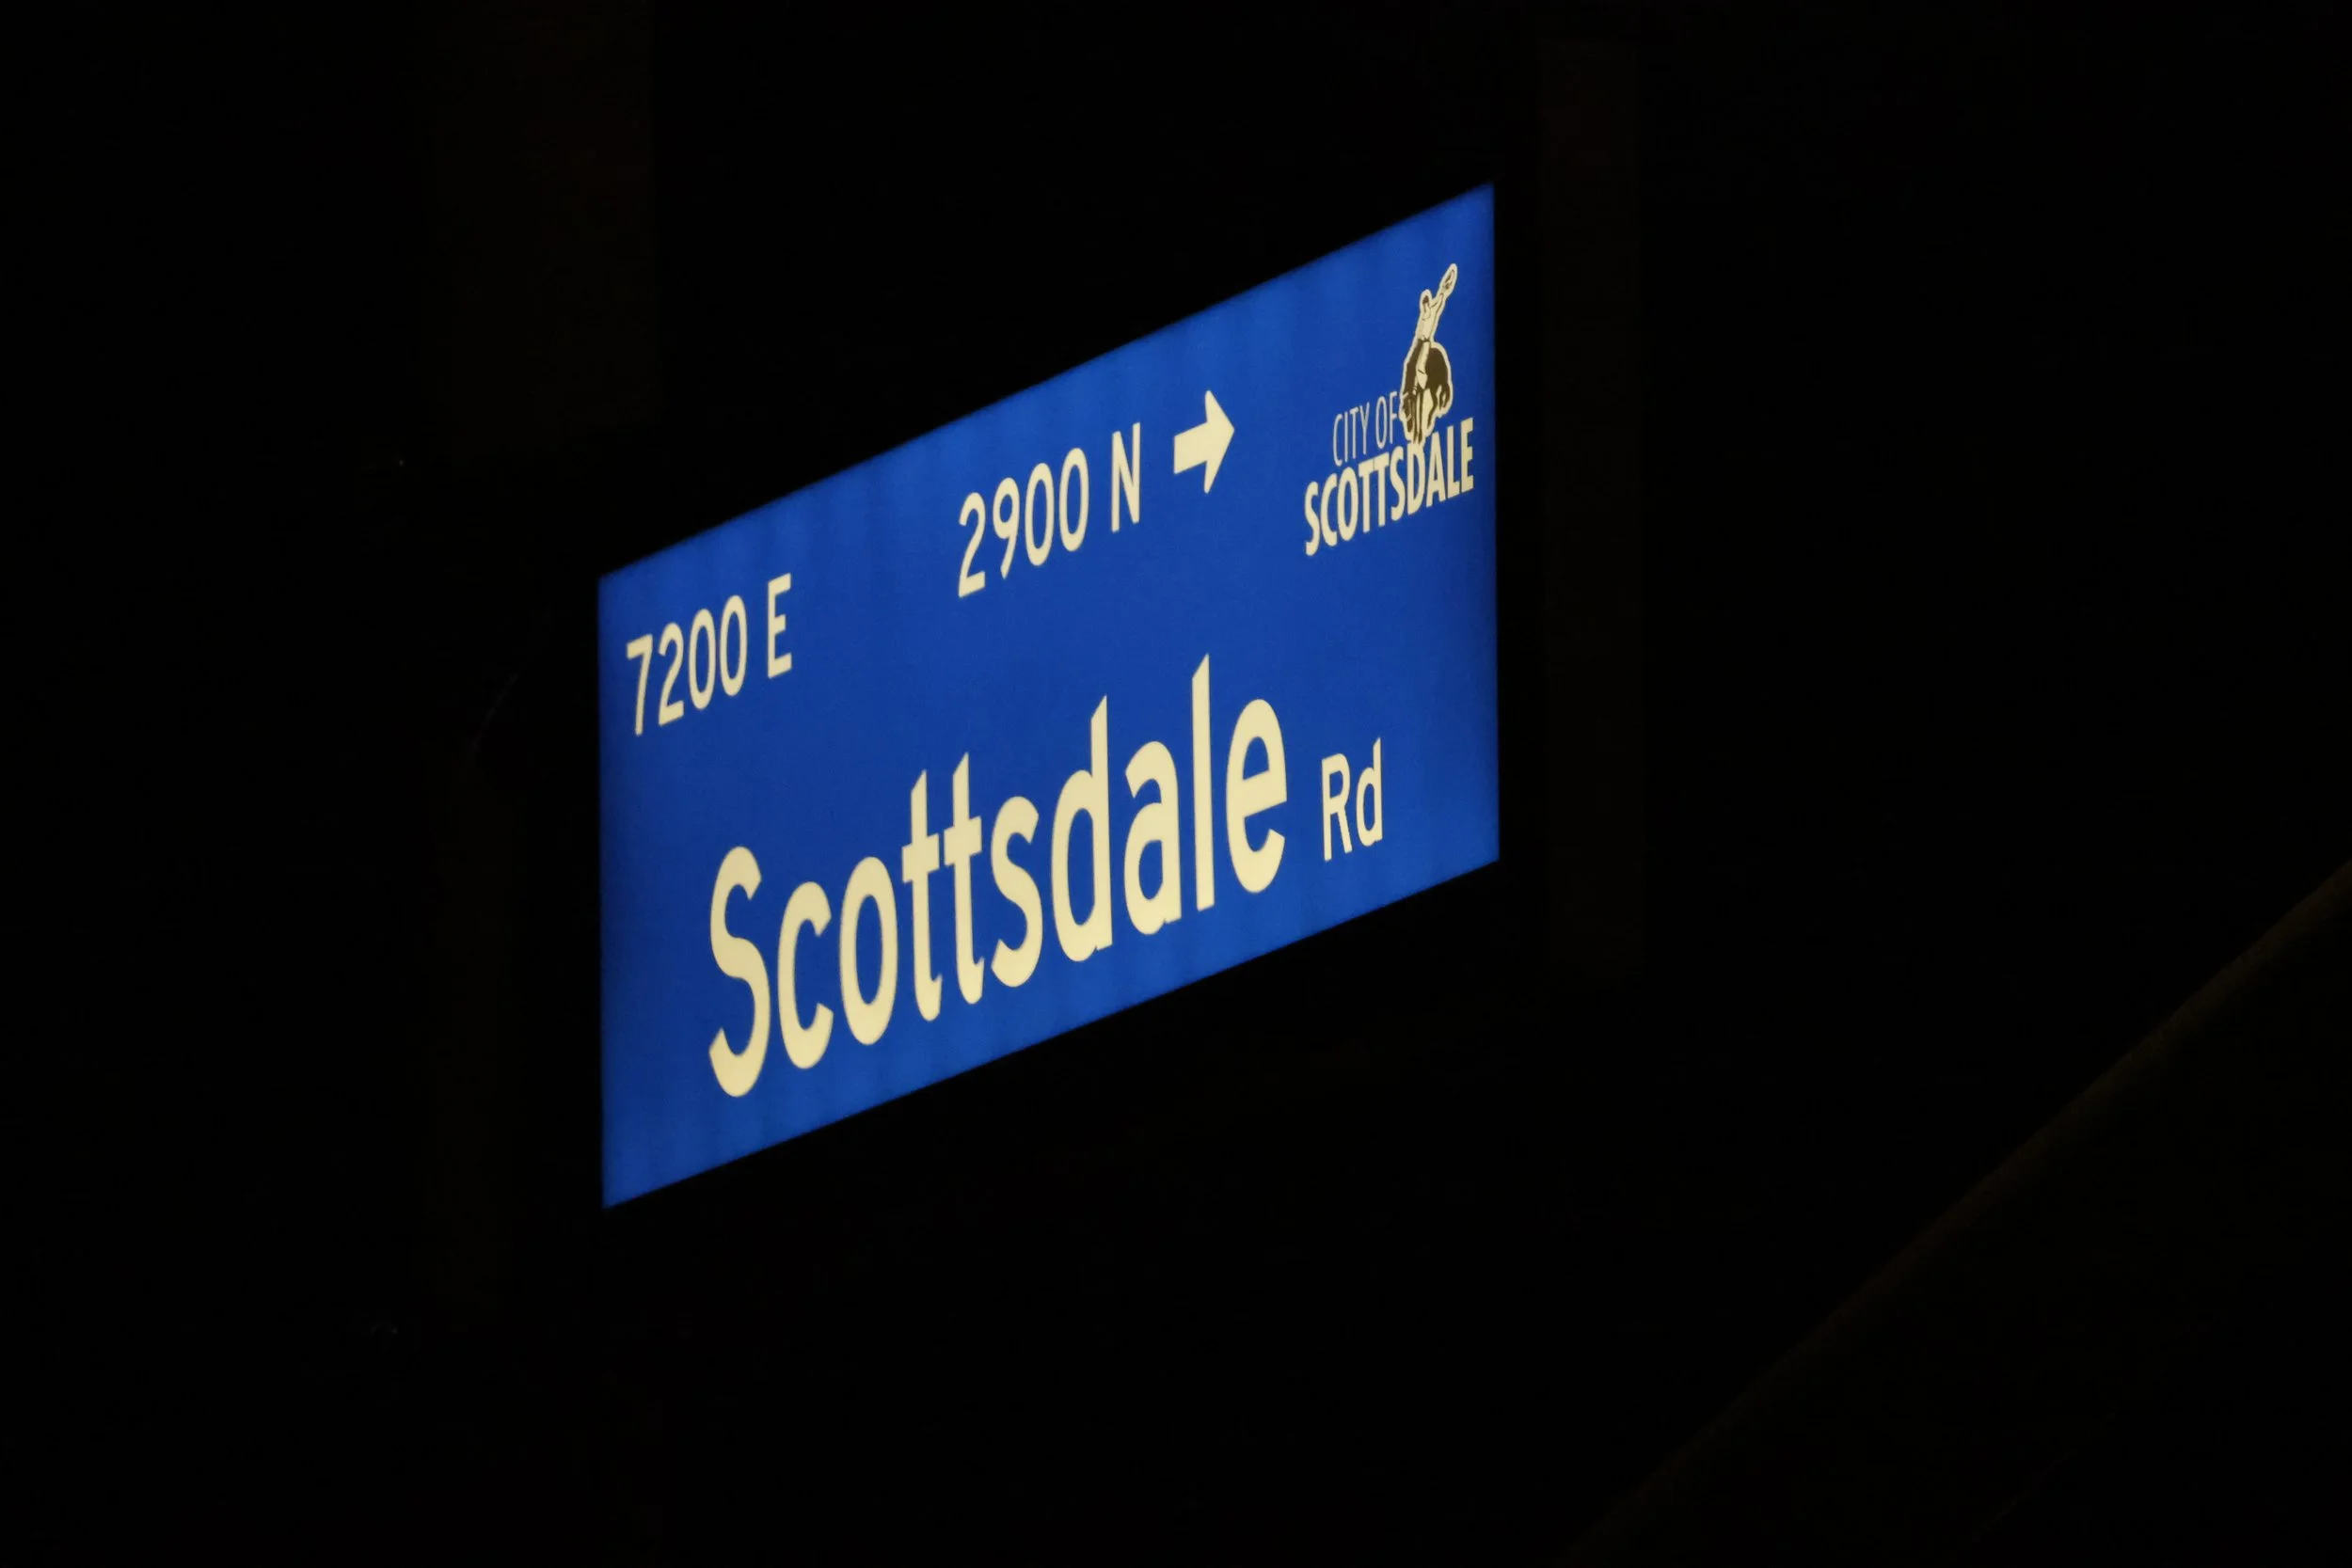 7200 E 2900 N →
CITY OF
SCOTTSDALE
Scottsdale Rd